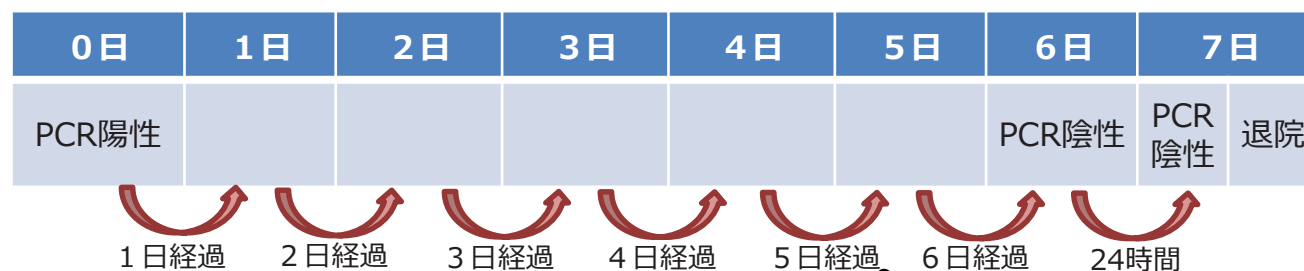 0日 1日 2日 3日 4日 5日 6日 7日
PCR陽性 PCR陰性 PCR陰性 退院
1日経過 2日経過 3日経過 4日経過 5日経過 6日経過 24時間